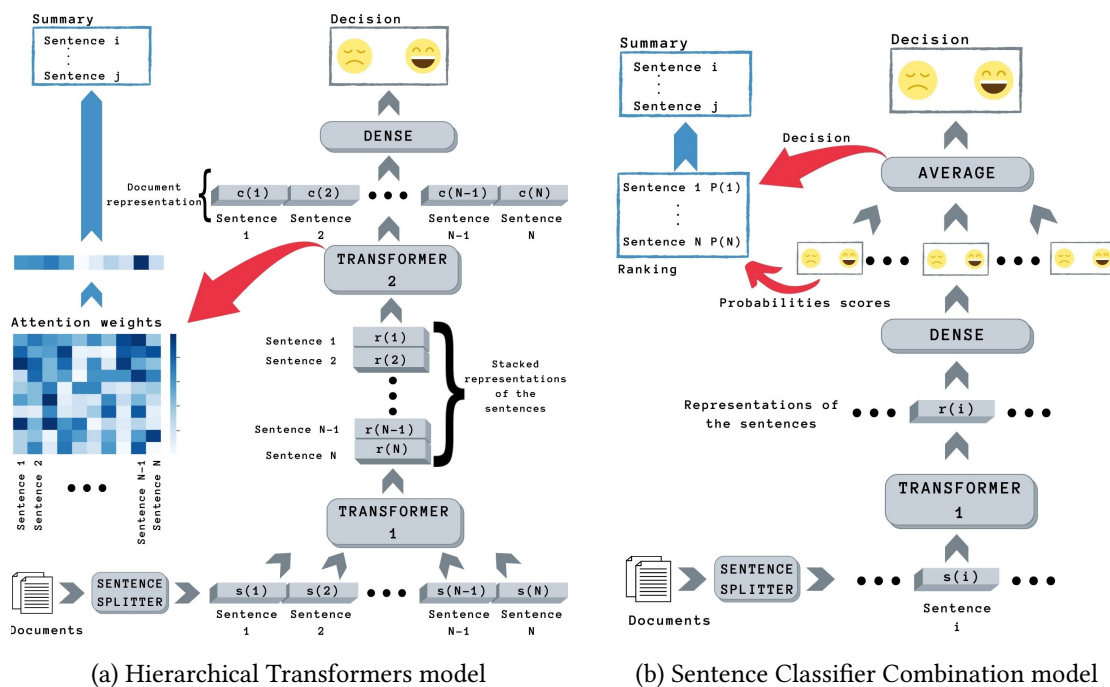 Summary
Sentence i
Sentence j
Decision
DENSE
Document
representation
c(1) c(2) c(N-1) c(N)
Sentence Sentence Sentence Sentence
1 2 N-1 N
TRANSFORMER
2
Attention weights
Sentence 1 r(1)
Sentence 2 r(2)
Stacked
representations
of the
sentences
Sentence N-1 r(N-1)
Sentence N r(N)
Sentence 1
Sentence 2
Sentence N-1
Sentence N
TRANSFORMER
1
SENTENCE
SPLITTER
s(1) s(2) s(N-1) s(N)
Documents
Sentence Sentence Sentence Sentence
1 2 N-1 N
(a) Hierarchical Transformers model
Summary
Sentence i
Sentence j
Decision
Decision
AVERAGE
Sentence 1 P(1)
Sentence N P(N)
Ranking
Probabilities scores
DENSE
Representations of
the sentences
r(i)
TRANSFORMER
1
SENTENCE
SPLITTER
s(i)
Documents
Sentence
i
(b) Sentence Classifier Combination model